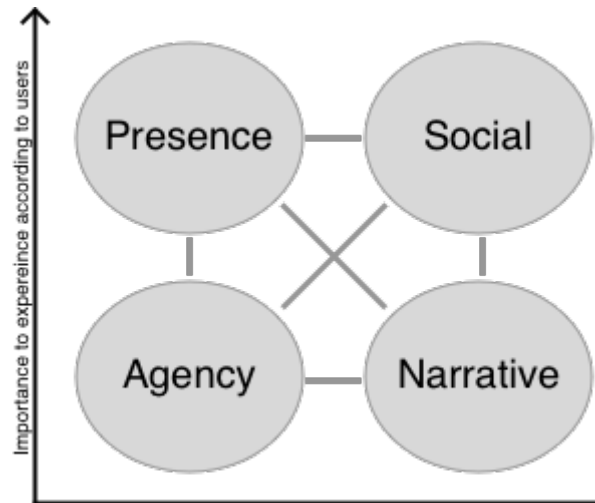 Importance to expereince according to users
Presence
Social
Agency
Narrative